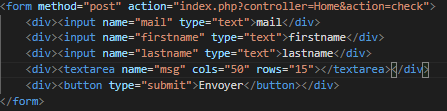 <form method="post" action="index.php?controller=Home&action=check">
<div><input name="mail" type="text">mail</div>
<div><input name="firstname" type="text">firstname</div>
<div><input name="lastname" type="text">lastname</div>
<div><textarea name="msg" cols="50" rows="15"></textarea></div>
<div><button type="submit">Envoyer</button></div>
</form>